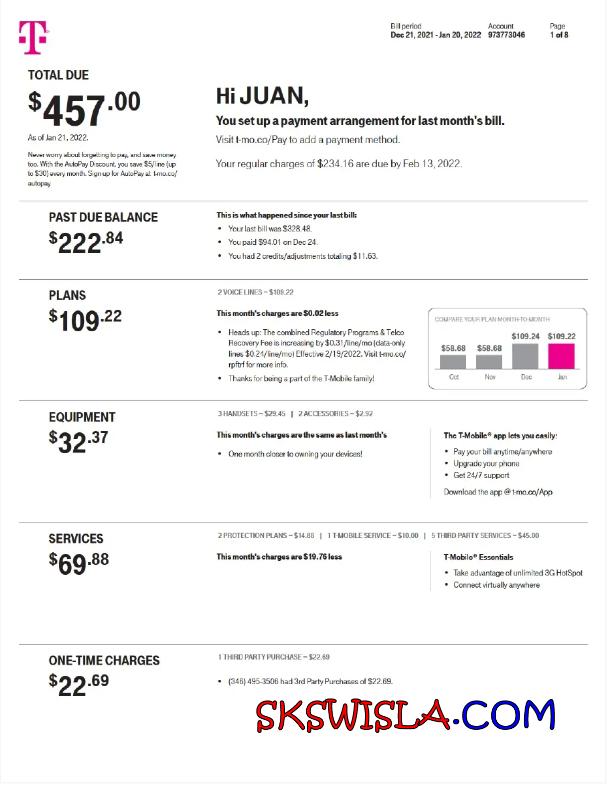 T
Bill period
Dec 21, 2021 - Jan 20, 2022
Account
973773046
Page
1 of 8
TOTAL DUE
$457.00
As of Jan 21, 2022.
Never worry about forgetting to pay, and save money
too. With the AutoPay Discount, you save $5/line (up
to $30) every month. Sign up for AutoPay at t-mo.co/
autopay
Hi JUAN,
You set up a payment arrangement for last month's bill.
Visit t-mo.co/Pay to add a payment method.
Your regular charges of $234.16 are due by Feb 13, 2022.
PAST DUE BALANCE
$222.84
This is what happened since your last bill:
• Your last bill was $328.48.
• You paid $94.01 on Dec 24.
• You had 2 credits/adjustments totaling $11.63.
PLANS
$109.22
2 VOICE LINES – $109.22
This month's charges are $0.02 less
• Heads up: The combined Regulatory Programs & Telco
Recovery Fee is increasing by $0.31/line/mo (data-only
lines $0.24/line/mo) Effective 2/19/2022. Visit t-mo.co/
rpftrf for more info.
• Thanks for being a part of the T-Mobile family!
COMPARE YOUR PLAN MONTH-TO-MONTH
$58.68 $58.68 $109.24 $109.22
Oct Nov Dec Jan
EQUIPMENT
$32.37
3 HANDSETS – $29.45 | 2 ACCESSORIES – $2.92
This month's charges are the same as last month's
• One month closer to owning your devices!
The T-Mobile® app lets you easily:
• Pay your bill anytime/anywhere
• Upgrade your phone
• Get 24/7 support
Download the app @ t-mo.co/App
SERVICES
$69.88
2 PROTECTION PLANS – $14.88 | 1 T-MOBILE SERVICE – $10.00 | 5 THIRD PARTY SERVICES – $45.00
This month's charges are $19.76 less
T-Mobile® Essentials
• Take advantage of unlimited 3G HotSpot
• Connect virtually anywhere
ONE-TIME CHARGES
$22.69
1 THIRD PARTY PURCHASE – $22.69
• (346) 495-3506 had 3rd Party Purchases of $22.69.
SKSWISLA.COM